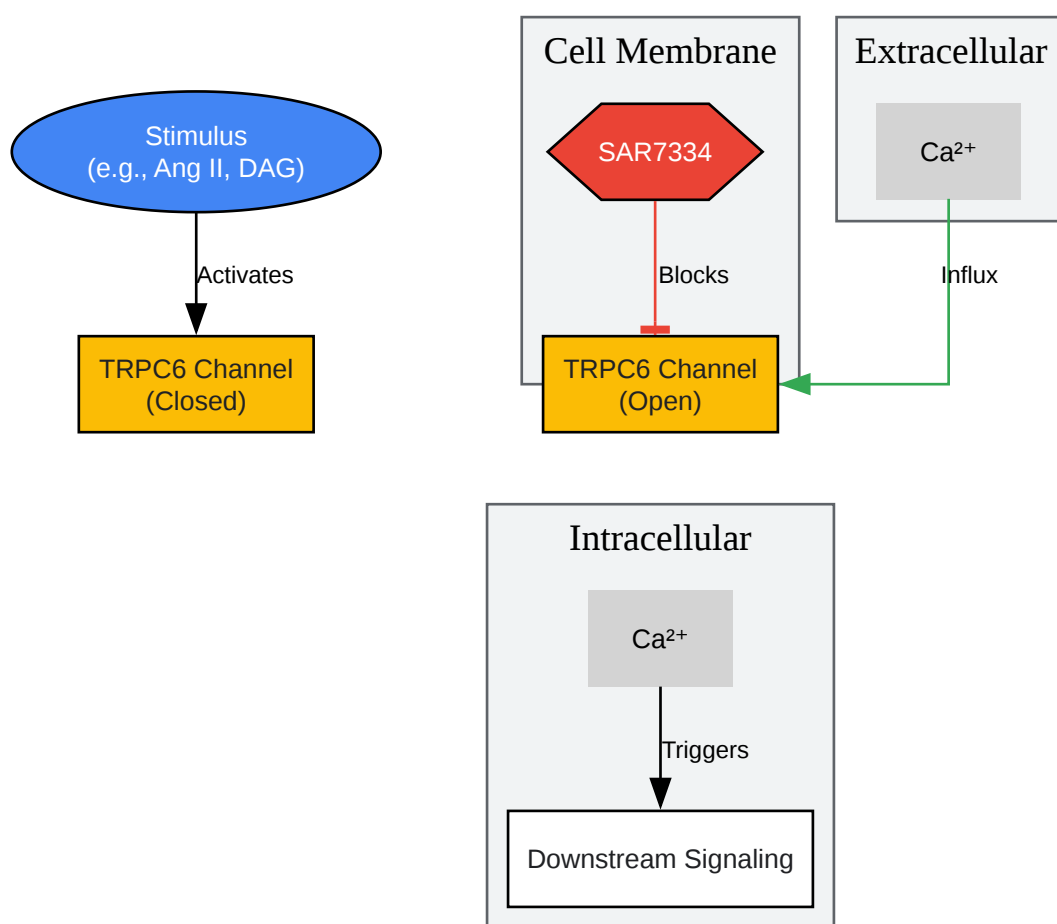 Cell Membrane
Extracellular
Stimulus
(e.g., Ang II, DAG)
SAR7334
Ca²⁺
Activates
Blocks
Influx
TRPC6 Channel
(Closed)
TRPC6 Channel
(Open)
Intracellular
Ca²⁺
Triggers
Downstream Signaling